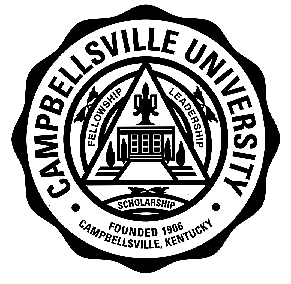 CAMPBELLSVILLE UNIVERSITY
FELLOWSHIP
LEADERSHIP
SCHOLARSHIP
FOUNDED 1906
CAMPBELLSVILLE, KENTUCKY